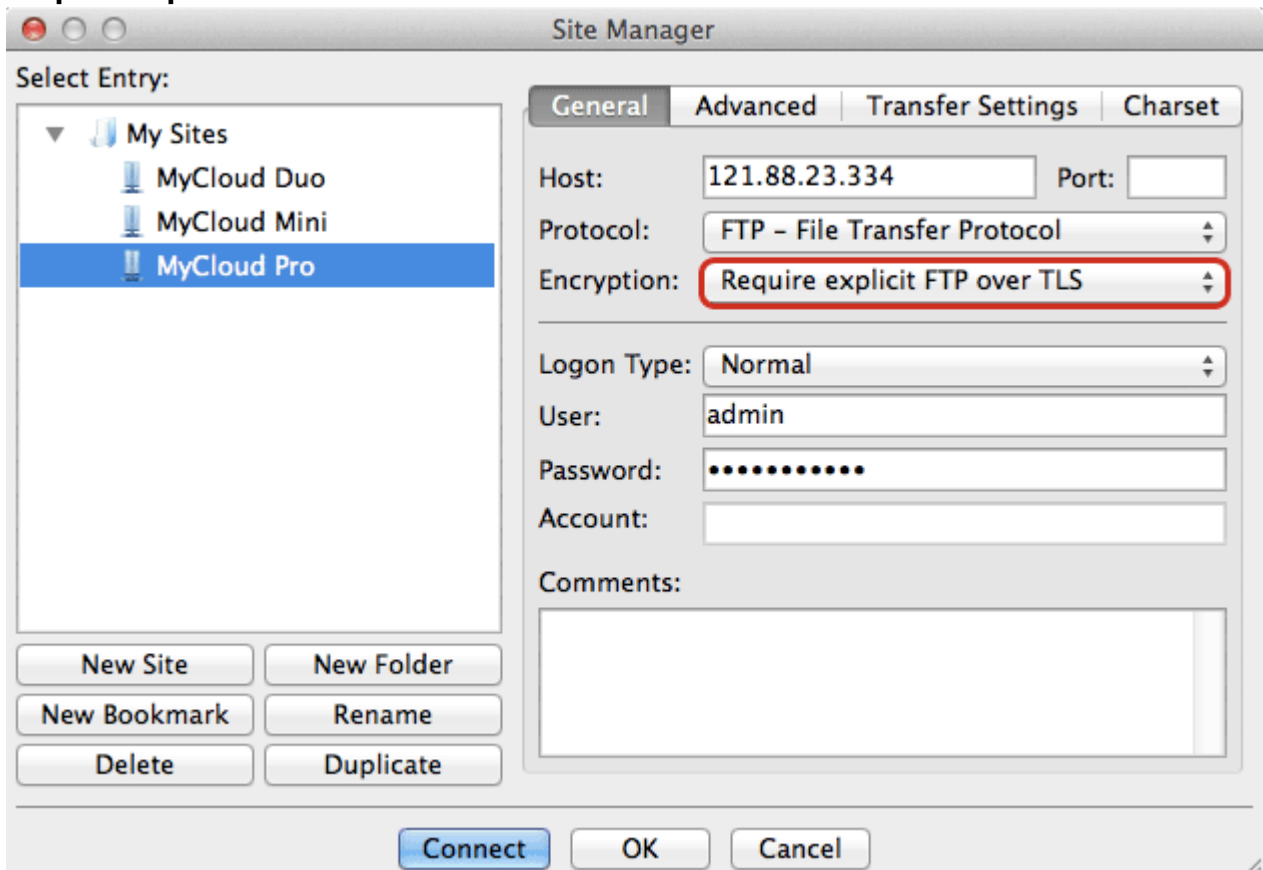 Site Manager
Select Entry:
My Sites
MyCloud Duo
MyCloud Mini
MyCloud Pro
New Site New Folder
New Bookmark Rename
Delete Duplicate
General Advanced Transfer Settings Charset
Host: 121.88.23.334 Port:
Protocol: FTP – File Transfer Protocol
Encryption: Require explicit FTP over TLS
Logon Type: Normal
User: admin
Password: •••••••••••
Account:
Comments:
Connect OK Cancel